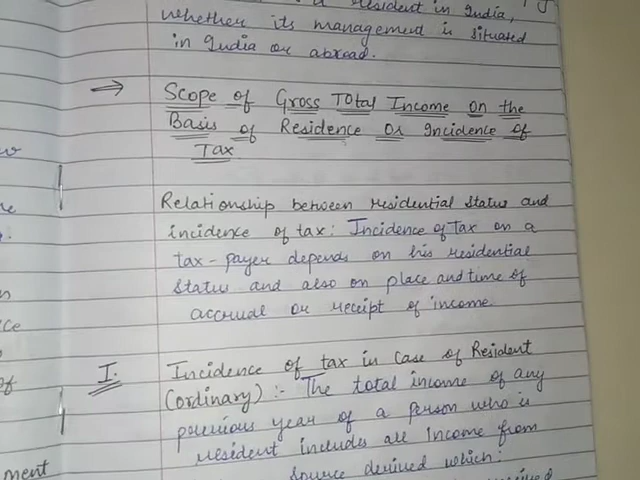 resident in India,
whether its management is situated
in India or abroad.
→ Scope of Gross Total Income on the
Basis of Residence Or Incidence of
Tax
Relationship between residential status and
incidence of tax: Incidence of Tax on a
tax-payer depends on his residential
status and also on place and time of
accrual or receipt of income.
I. Incidence of tax in Case of Resident
(ordinary) :- The total income of any
previous year of a person who is
resident includes all Income from
source derived which:
of
ment